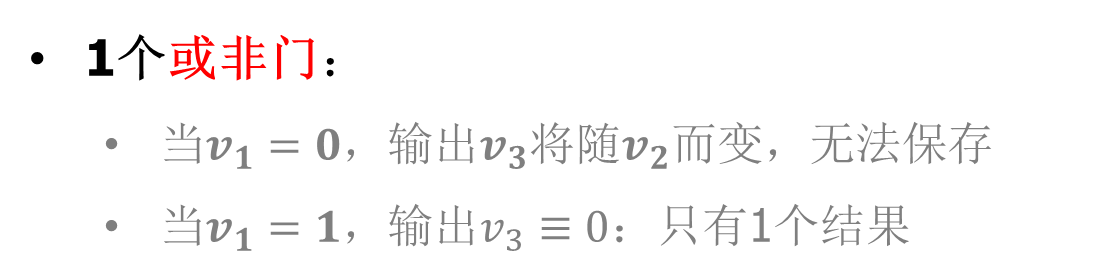 • 1个或非门：
• 当v₁ = 0，输出v₃将随v₂而变，无法保存
• 当v₁ = 1，输出v₃ ≡ 0：只有1个结果